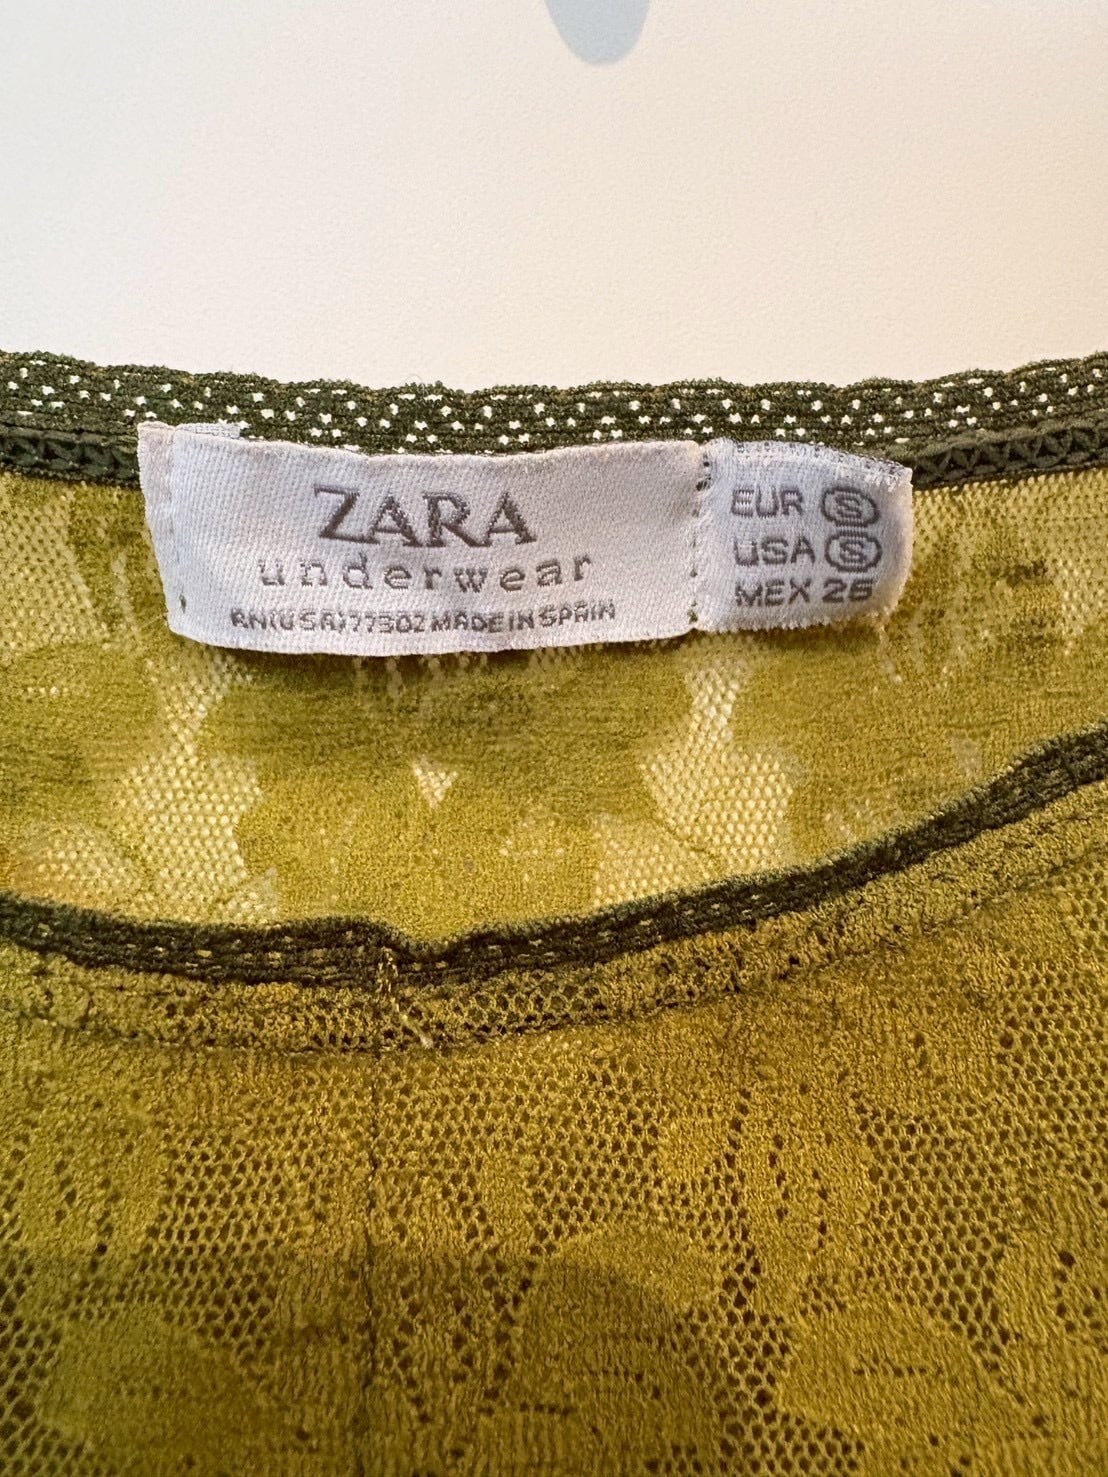 ZARA
underwear
RN(USA)77302 MADE IN SPAIN
EUR S
USA S
MEX 26